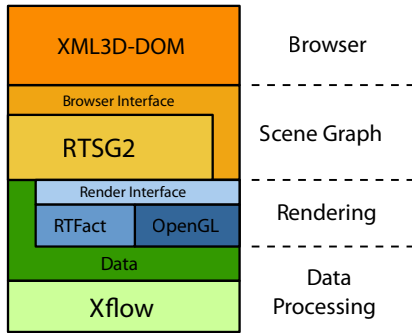 XML3D-DOM
Browser
Browser Interface
RTSG2
Scene Graph
Render Interface
RTFact
OpenGL
Rendering
Data
Xflow
Data
Processing